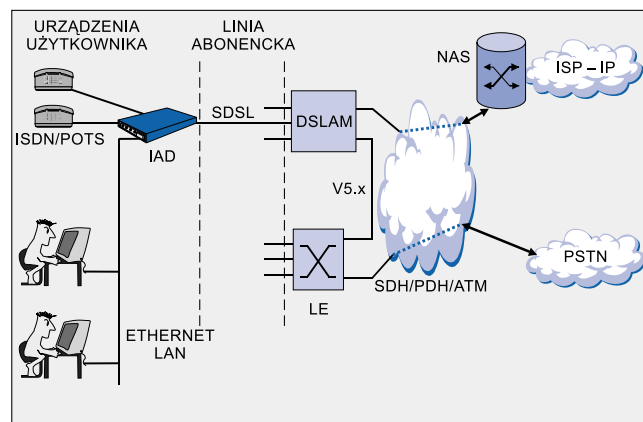 URZĄDZENIA
UŻYTKOWNIKA
LINIA
ABONENCKA
NAS
ISP – IP
ISDN/POTS
IAD
SDSL
DSLAM
V5.x
LE
SDH/PDH/ATM
PSTN
ETHERNET
LAN